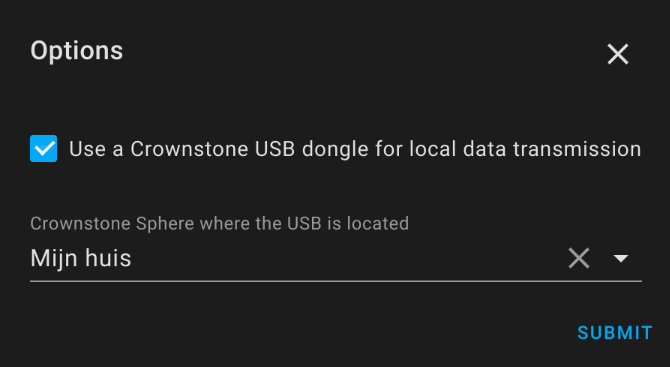 Options
Use a Crownstone USB dongle for local data transmission
Crownstone Sphere where the USB is located
Mijn huis
SUBMIT